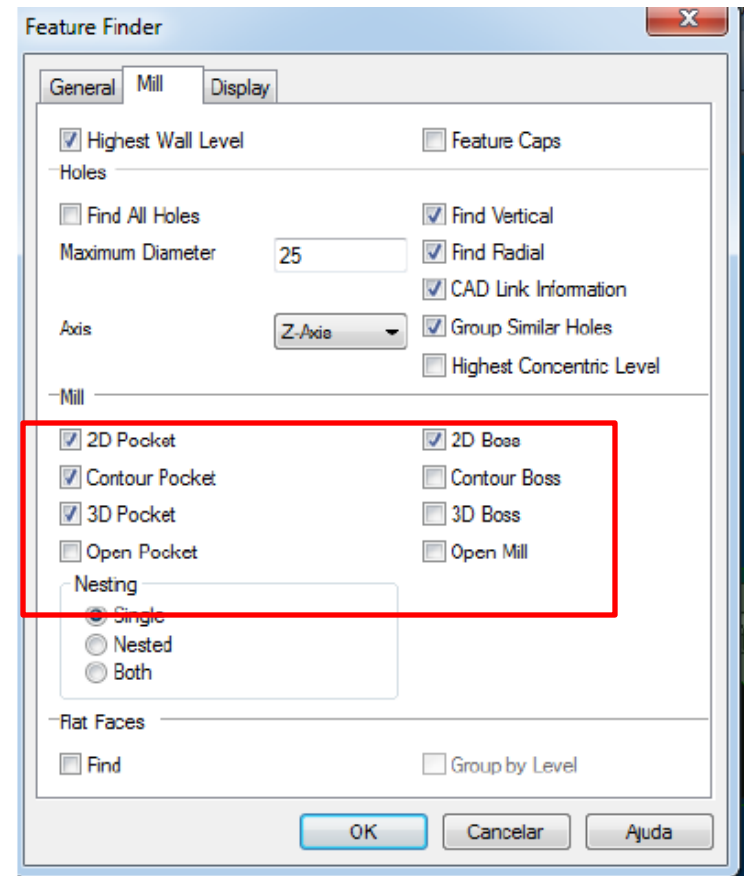 Feature Finder
General Mill Display
Highest Wall Level Feature Caps
Holes
Find All Holes Find Vertical
Maximum Diameter 25 Find Radial
CAD Link Information
Axis Z-Axis Group Similar Holes
Highest Concentric Level
Mill
2D Pocket 2D Boss
Contour Pocket Contour Boss
3D Pocket 3D Boss
Open Pocket Open Mill
Nesting
Single
Nested
Both
Flat Faces
Find Group by Level
OK Cancelar Ajuda